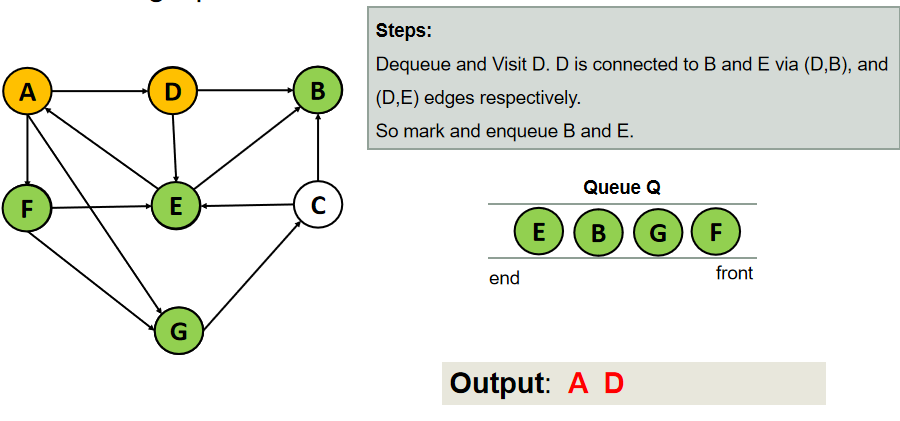 Steps:
Dequeue and Visit D. D is connected to B and E via (D,B), and
(D,E) edges respectively.
So mark and enqueue B and E.
A
D
B
F
E
C
G
Queue Q
E B G F
end
front
Output: A D